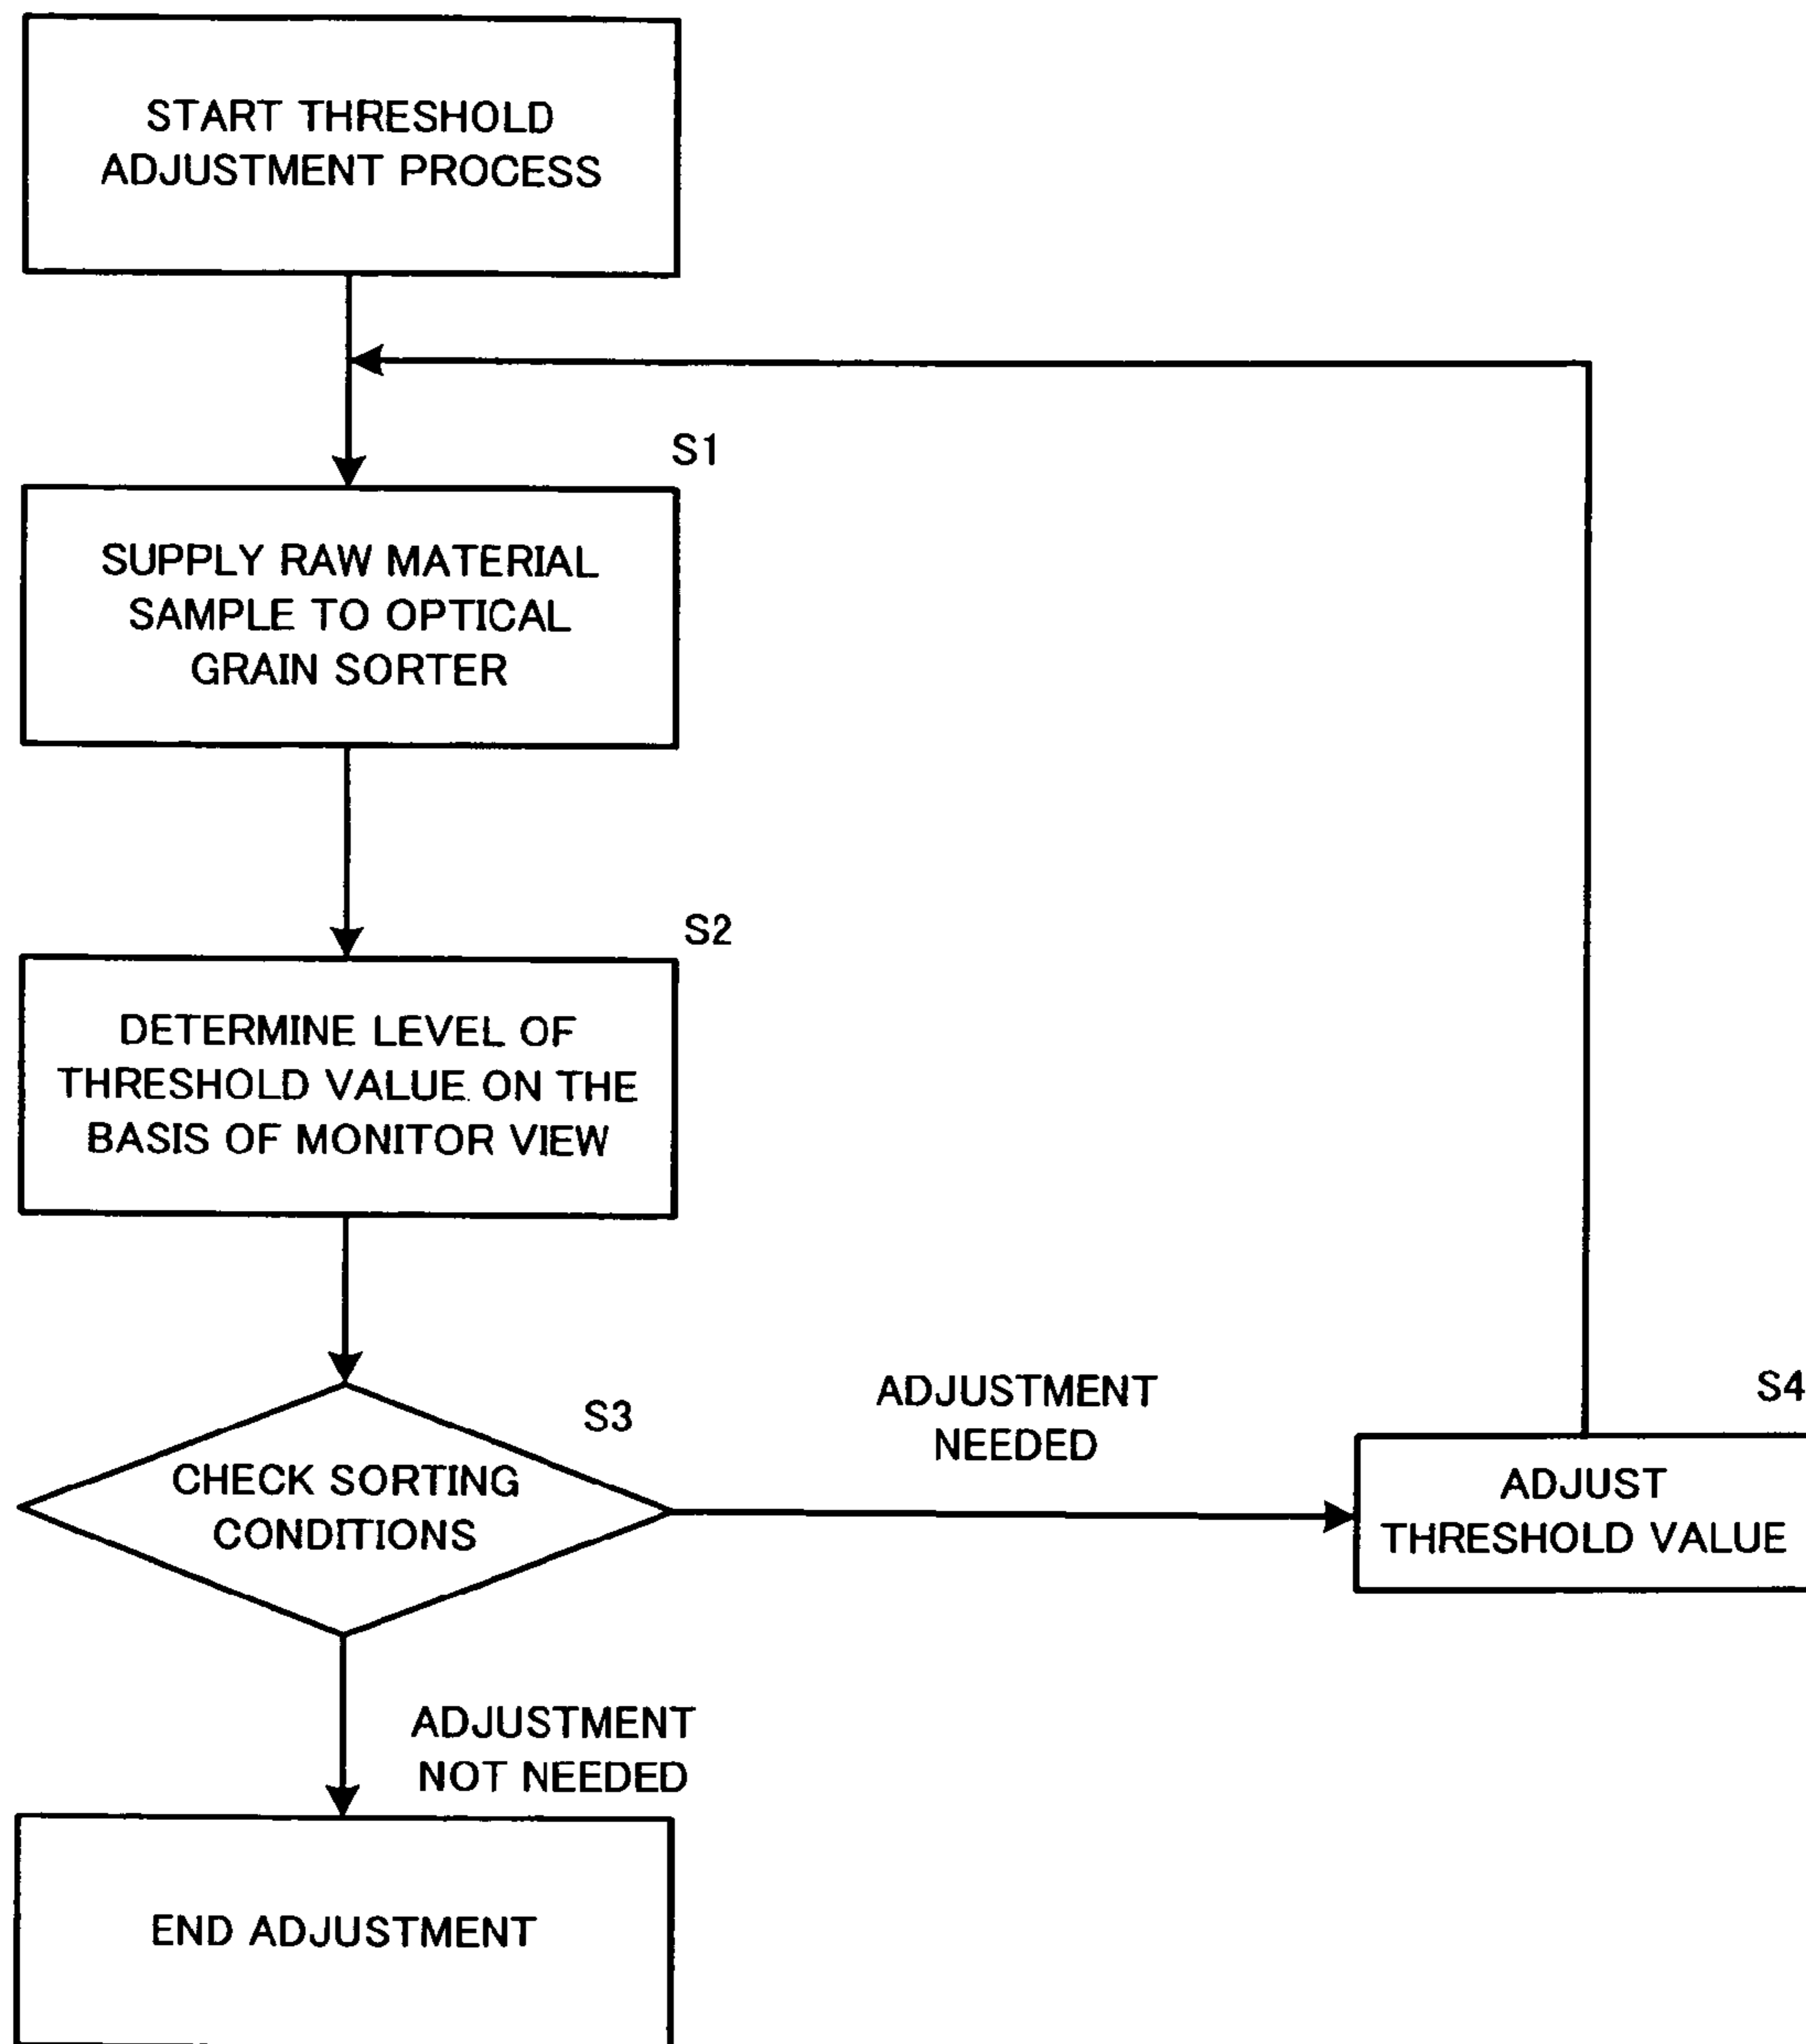 START THRESHOLD
ADJUSTMENT PROCESS
S1
SUPPLY RAW MATERIAL
SAMPLE TO OPTICAL
GRAIN SORTER
S2
DETERMINE LEVEL OF
THRESHOLD VALUE ON THE
BASIS OF MONITOR VIEW
S3
CHECK SORTING
CONDITIONS
ADJUSTMENT
NEEDED
S4
ADJUST
THRESHOLD VALUE
ADJUSTMENT
NOT NEEDED
END ADJUSTMENT